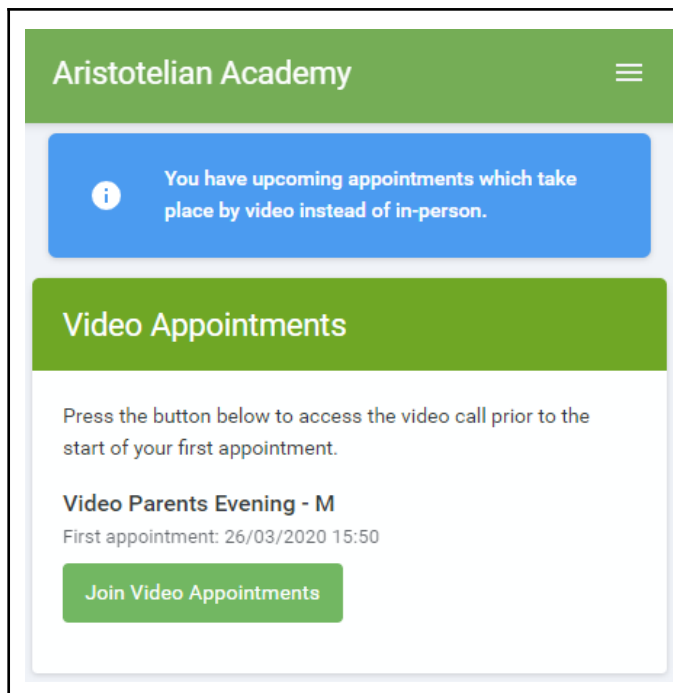 Aristotelian Academy
You have upcoming appointments which take
place by video instead of in-person.
Video Appointments
Press the button below to access the video call prior to the
start of your first appointment.
Video Parents Evening - M
First appointment: 26/03/2020 15:50
Join Video Appointments